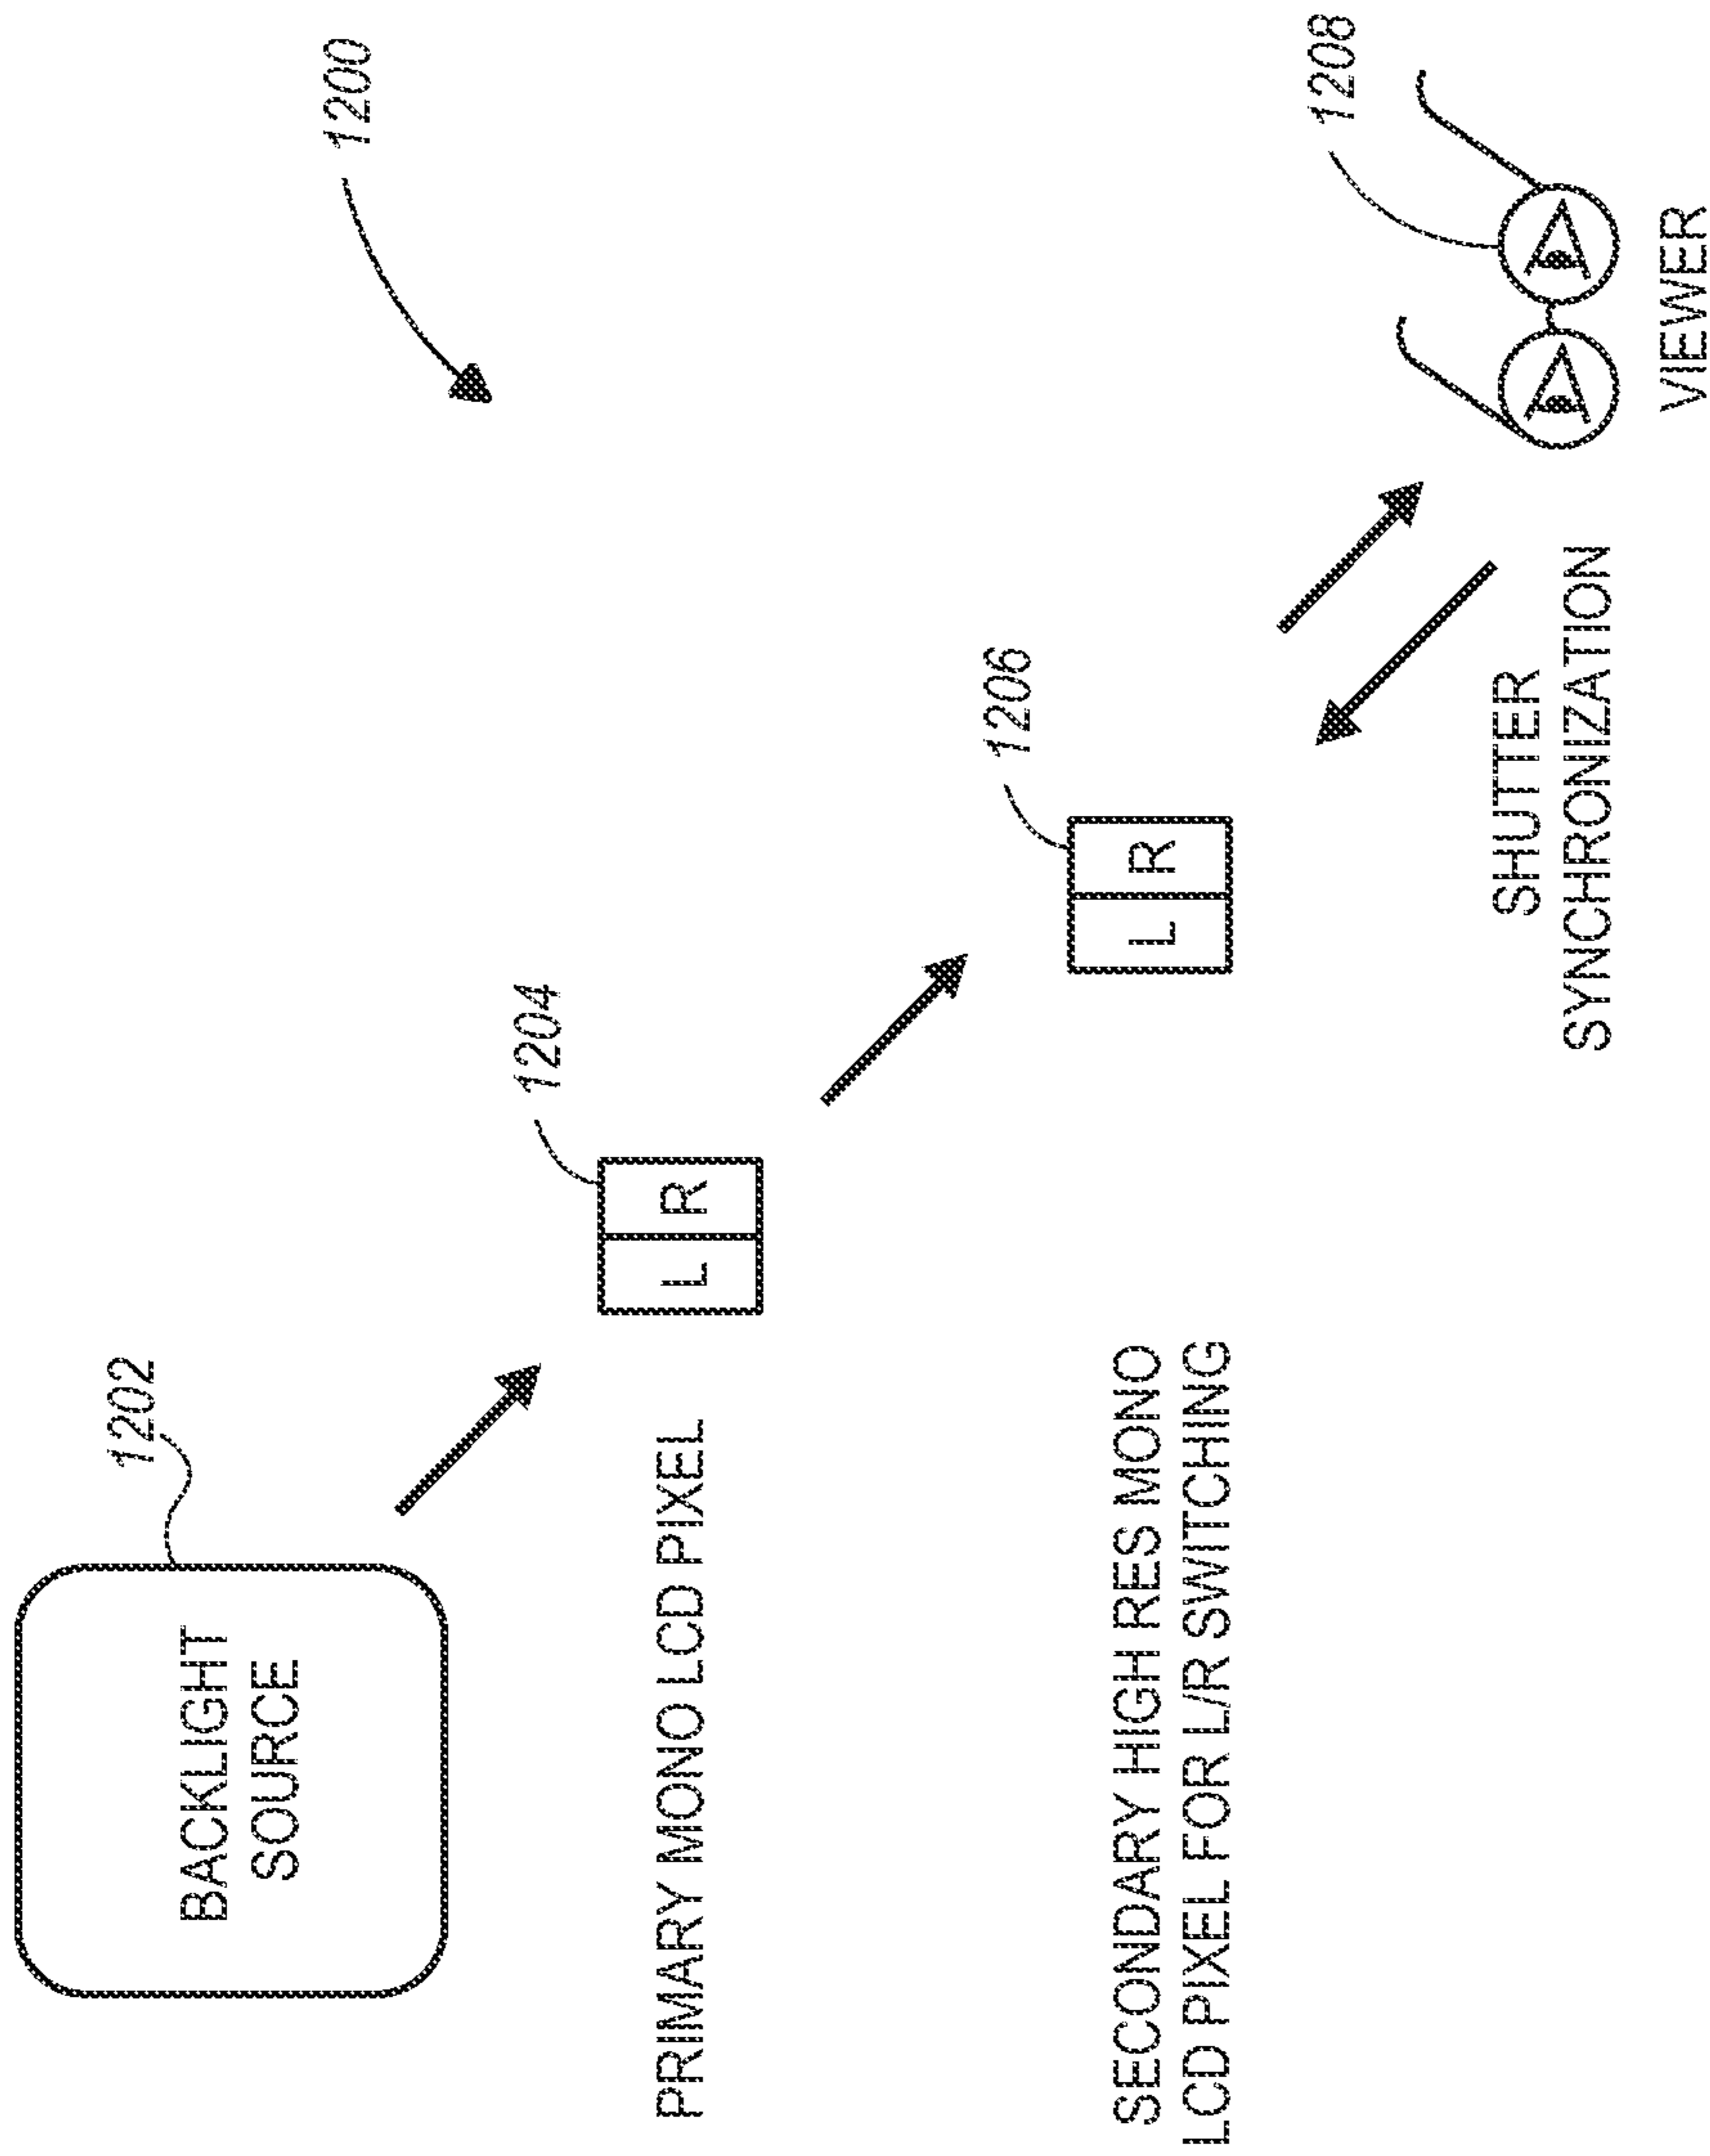 1200
1202
BACKLIGHT
SOURCE
1204
L R
PRIMARY MONO LCD PIXEL
1206
L R
SECONDARY HIGH RES MONO
LCD PIXEL FOR L/R SWITCHING
1208
SHUTTER
SYNCHRONIZATION
VIEWER